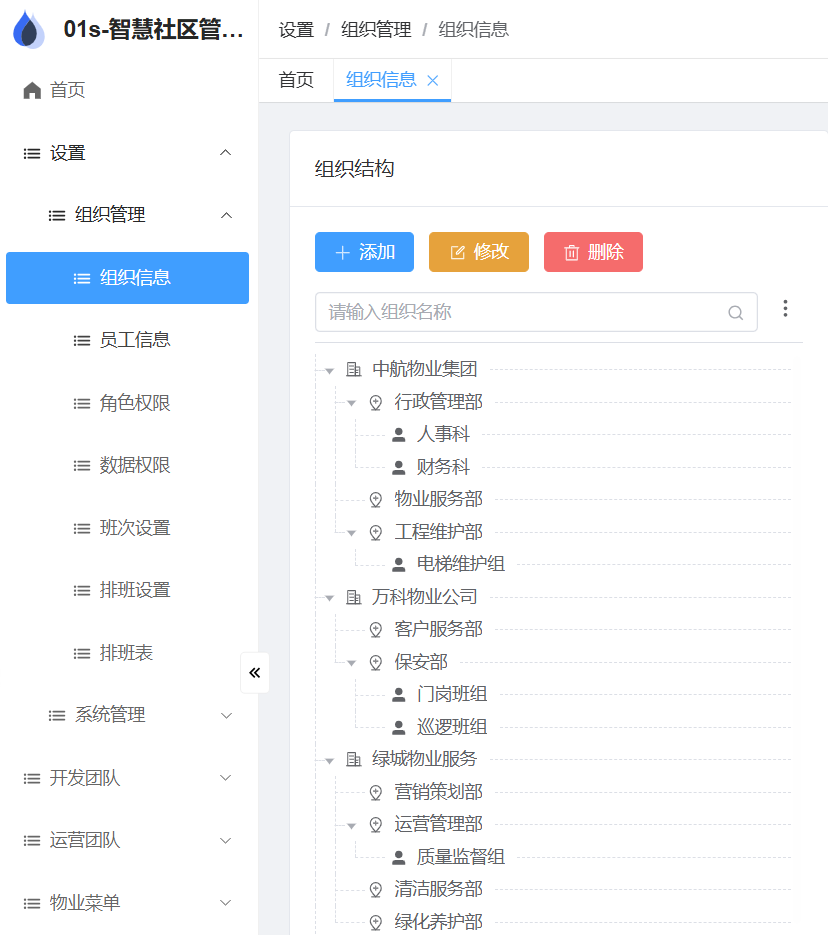 01s-智慧社区管...
首页
设置
组织管理
组织信息
员工信息
角色权限
数据权限
班次设置
排班设置
排班表
系统管理
开发团队
运营团队
物业菜单
设置 / 组织管理 / 组织信息
首页 组织信息
组织结构
添加 修改 删除
请输入组织名称
中航物业集团
行政管理部
人事科
财务科
物业服务部
工程维护部
电梯维护组
万科物业公司
客户服务部
保安部
门岗班组
巡逻班组
绿城物业服务
营销策划部
运营管理部
质量监督组
清洁服务部
绿化养护部